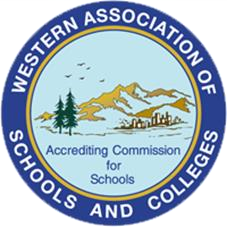 WESTERN ASSOCIATION OF
SCHOOLS AND COLLEGES
Accrediting Commission
for
Schools